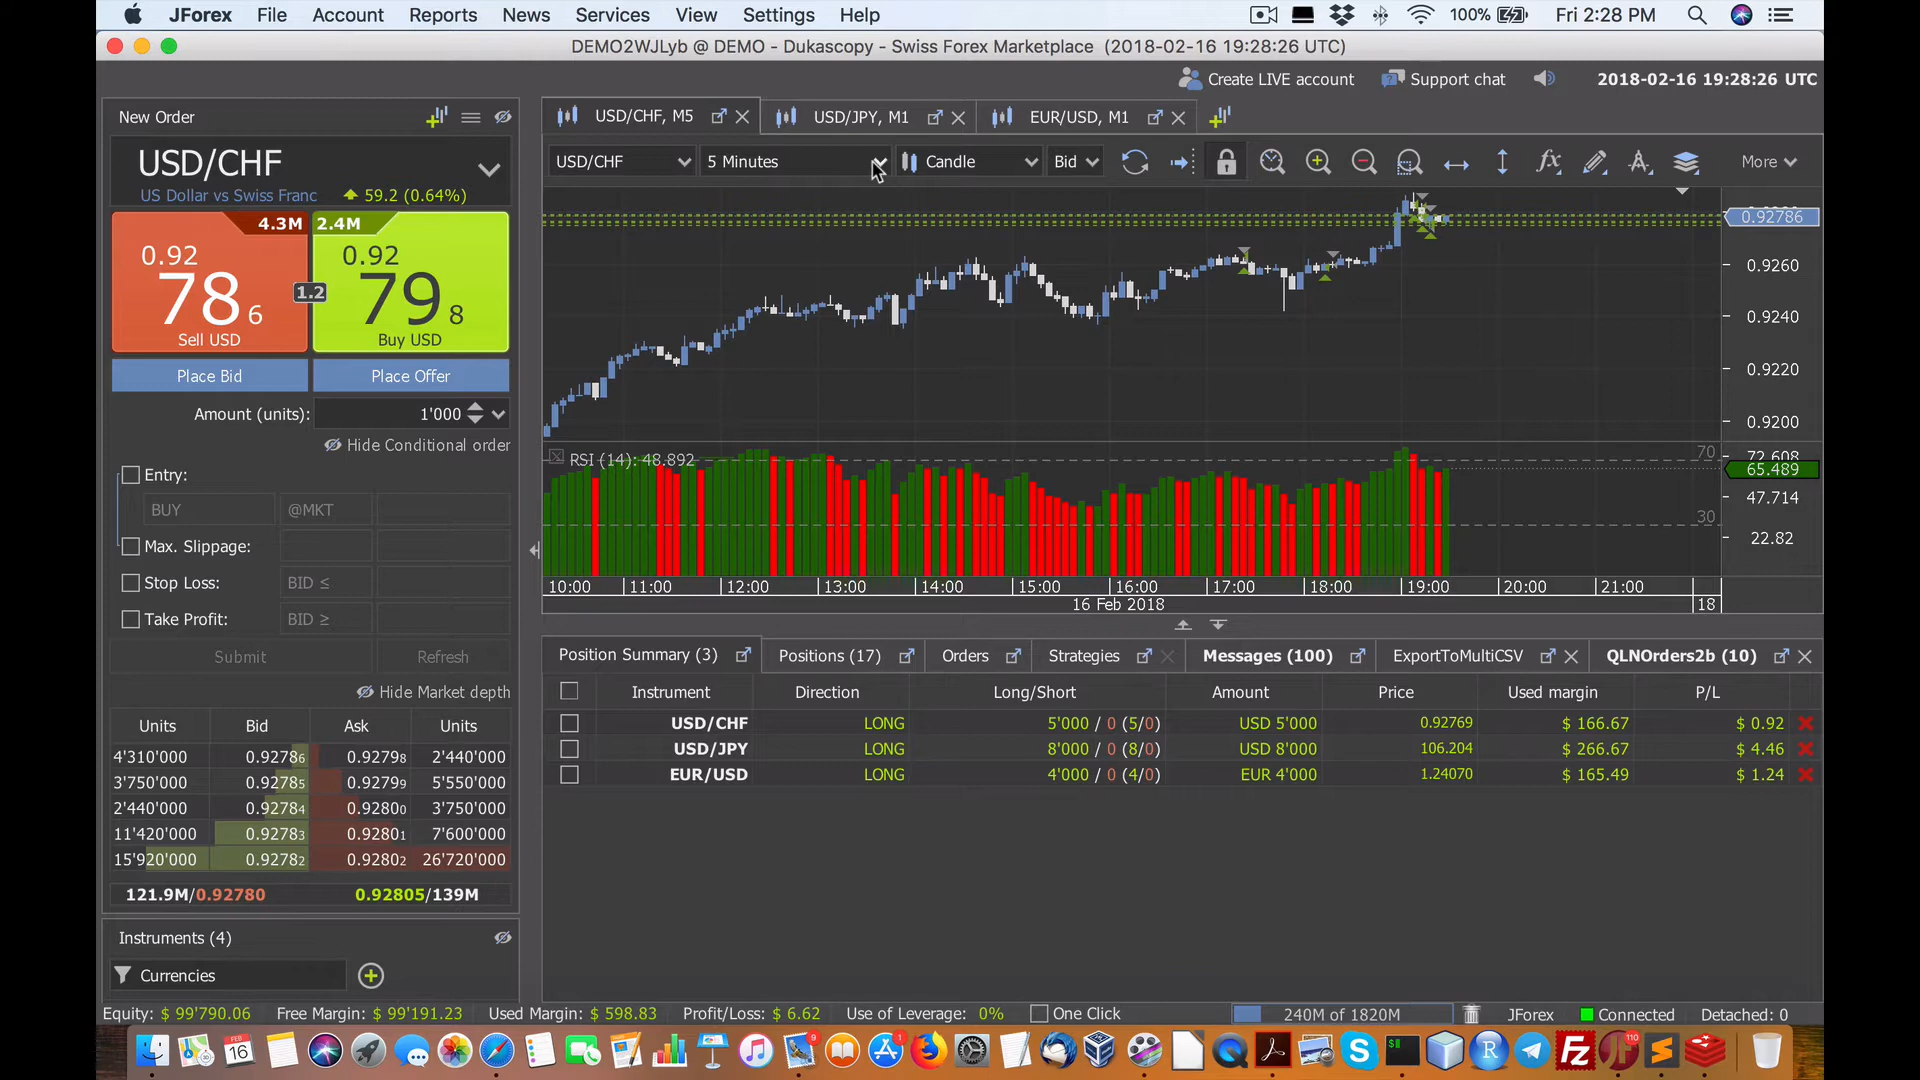 JForex File Account Reports News Services View Settings Help 100% Fri 2:28 PM
DEMO2WJLyb @ DEMO - Dukascopy - Swiss Forex Marketplace (2018-02-16 19:28:26 UTC)
Create LIVE account Support chat 2018-02-16 19:28:26 UTC
New Order
USD/CHF, M5 USD/JPY, M1 EUR/USD, M1
USD/CHF
US Dollar vs Swiss Franc 59.2 (0.64%)
USD/CHF 5 Minutes Candle Bid More
4.3M 2.4M
0.92 0.92
78 6 1.2 79 8
Sell USD Buy USD
Place Bid Place Offer
Amount (units): 1'000
Hide Conditional order
Entry:
BUY @MKT
Max. Slippage:
Stop Loss: BID ≤
Take Profit: BID ≥
Submit Refresh
Hide Market depth
Units Bid Ask Units
4'310'000 0.92786 0.92798 2'440'000
3'750'000 0.92785 0.92799 5'550'000
2'440'000 0.92784 0.92800 3'750'000
11'420'000 0.92783 0.92801 7'600'000
15'920'000 0.92782 0.92802 26'720'000
121.9M/0.92780 0.92805/139M
Instruments (4)
Currencies
0.92786
0.9260
0.9240
0.9220
0.9200
RSI (14): 48.892
70
72.608
65.489
47.714
30
22.82
10:00 11:00 12:00 13:00 14:00 15:00 16:00 17:00 18:00 19:00 20:00 21:00
16 Feb 2018 18
Position Summary (3) Positions (17) Orders Strategies Messages (100) ExportToMultiCSV QLNOrders2b (10)
Instrument Direction Long/Short Amount Price Used margin P/L
USD/CHF LONG 5'000 / 0 (5/0) USD 5'000 0.92769 $ 166.67 $ 0.92
USD/JPY LONG 8'000 / 0 (8/0) USD 8'000 106.204 $ 266.67 $ 4.46
EUR/USD LONG 4'000 / 0 (4/0) EUR 4'000 1.24070 $ 165.49 $ 1.24
Equity: $ 99'790.06 Free Margin: $ 99'191.23 Used Margin: $ 598.83 Profit/Loss: $ 6.62 Use of Leverage: 0% One Click 240M of 1820M JForex Connected Detached: 0
FEB
16
9
1
110